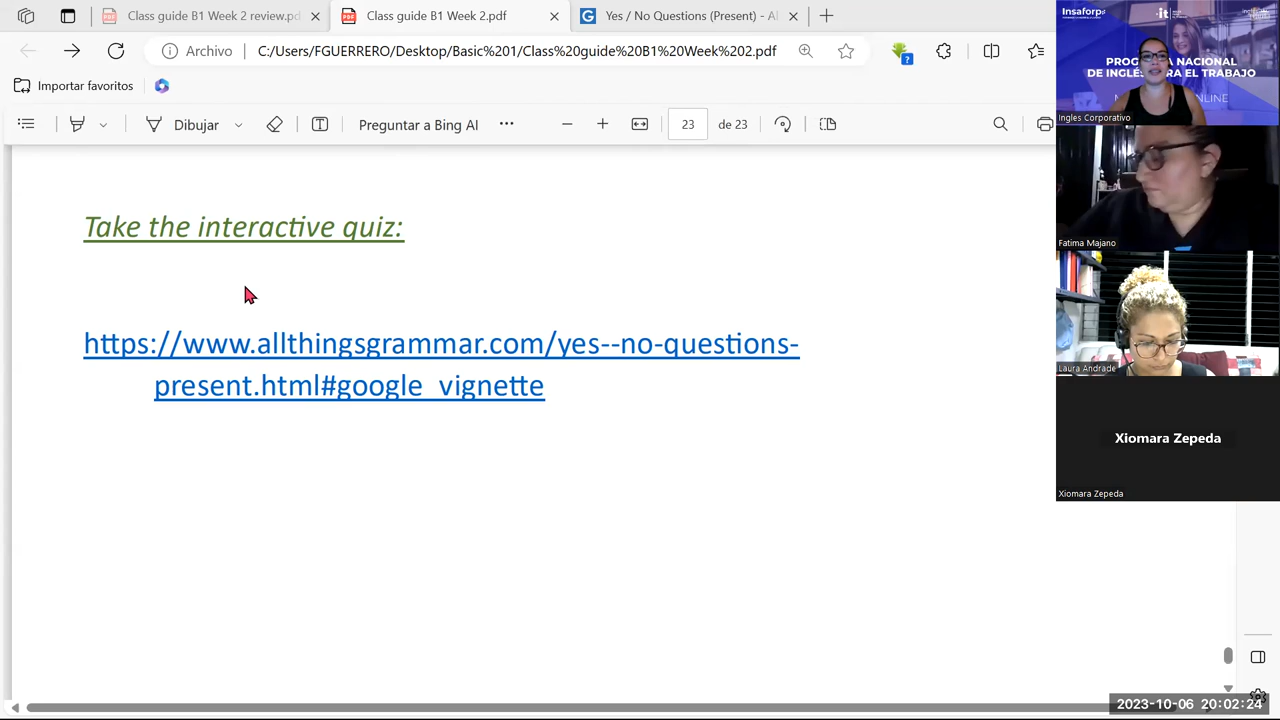 Class guide B1 Week 2 review.pd
Class guide B1 Week 2.pdf
Yes / No Questions (Present) - Al
Archivo
C:/Users/FGUERRERO/Desktop/Basic%201/Class%20guide%20B1%20Week%202.pdf
Importar favoritos
Dibujar
Preguntar a Bing AI
23
de 23
Take the interactive quiz:
https://www.allthingsgrammar.com/yes--no-questions-
present.html#google_vignette
Insaforp
PROGRAMA NACIONAL
DE INGLÉS PARA EL TRABAJO
ONLINE
Ingles Corporativo
Fatima Majano
Laura Andrade
Xiomara Zepeda
Xiomara Zepeda
2023-10-06 20:02:24